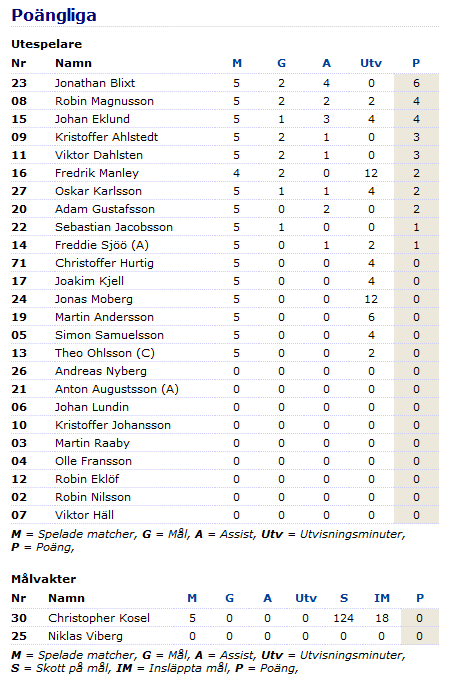 Poängliga
Utespelare
Nr Namn M G A Utv P
23 Jonathan Blixt 5 2 4 0 6
08 Robin Magnusson 5 2 2 2 4
15 Johan Eklund 5 1 3 4 4
09 Kristoffer Ahlstedt 5 2 1 0 3
11 Viktor Dahlsten 5 2 1 0 3
16 Fredrik Manley 4 2 0 12 2
27 Oskar Karlsson 5 1 1 4 2
20 Adam Gustafsson 5 0 2 0 2
22 Sebastian Jacobsson 5 1 0 0 1
14 Freddie Sjöö (A) 5 0 1 2 1
71 Christoffer Hurtig 5 0 0 4 0
17 Joakim Kjell 5 0 0 4 0
24 Jonas Moberg 5 0 0 12 0
19 Martin Andersson 5 0 0 6 0
05 Simon Samuelsson 5 0 0 4 0
13 Theo Ohlsson (C) 5 0 0 2 0
26 Andreas Nyberg 0 0 0 0 0
21 Anton Augustsson (A) 0 0 0 0 0
06 Johan Lundin 0 0 0 0 0
10 Kristoffer Johansson 0 0 0 0 0
03 Martin Raaby 0 0 0 0 0
04 Olle Fransson 0 0 0 0 0
12 Robin Eklöf 0 0 0 0 0
02 Robin Nilsson 0 0 0 0 0
07 Viktor Häll 0 0 0 0 0
M = Spelade matcher, G = Mål, A = Assist, Utv = Utvisningsminuter,
P = Poäng,
Målvakter
Nr Namn M G A Utv S IM P
30 Christopher Kosel 5 0 0 0 124 18 0
25 Niklas Viberg 0 0 0 0 0 0 0
M = Spelade matcher, G = Mål, A = Assist, Utv = Utvisningsminuter,
S = Skott på mål, IM = Insläppta mål, P = Poäng,